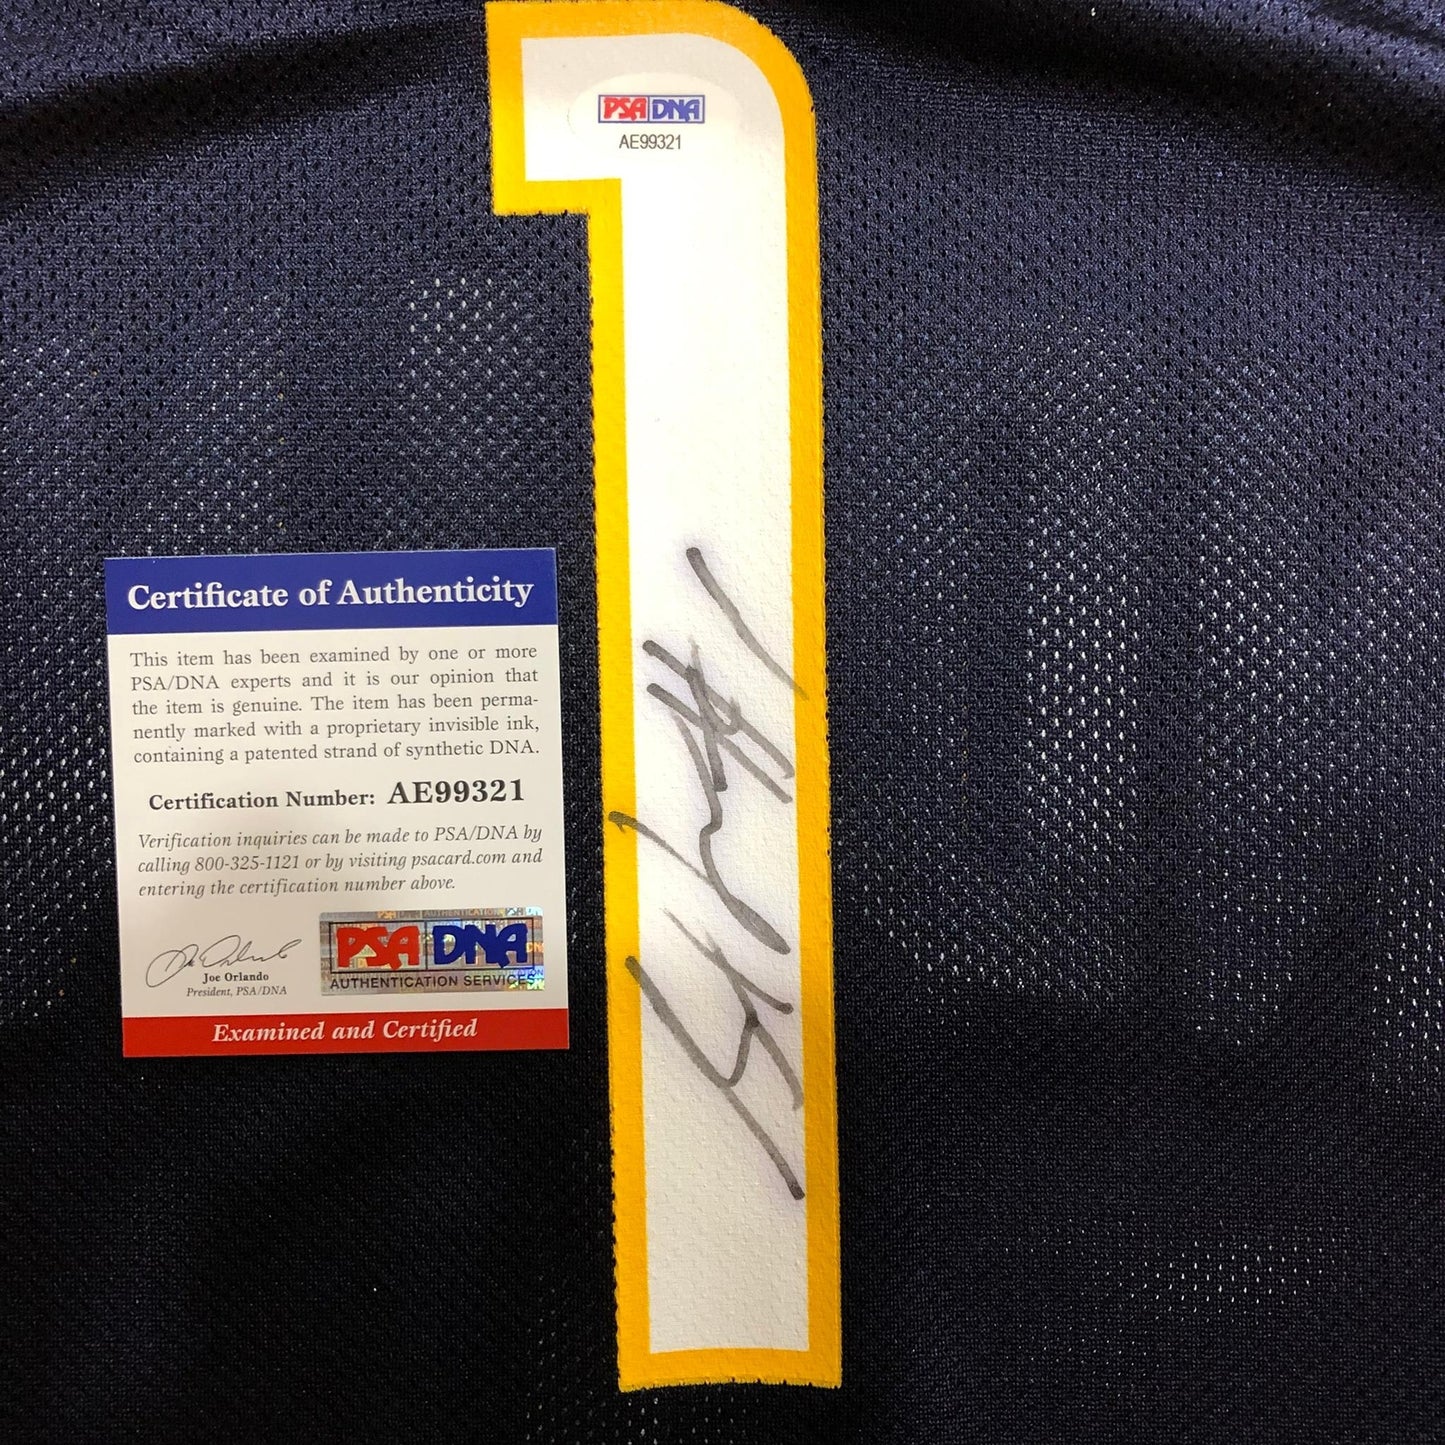 1
PSA DNA
AE99321
Certificate of Authenticity
This item has been examined by one or more
PSA/DNA experts and it is our opinion that
the item is genuine. The item has been perma-
nently marked with a proprietary invisible ink,
containing a patented strand of synthetic DNA.
Certification Number: AE99321
Verification inquiries can be made to PSA/DNA by
calling 800-325-1121 or by visiting psacard.com and
entering the certification number above.
Joe Orlando
President, PSA/DNA
PSA DNA
AUTHENTICATION SERVICES
Examined and Certified
#1